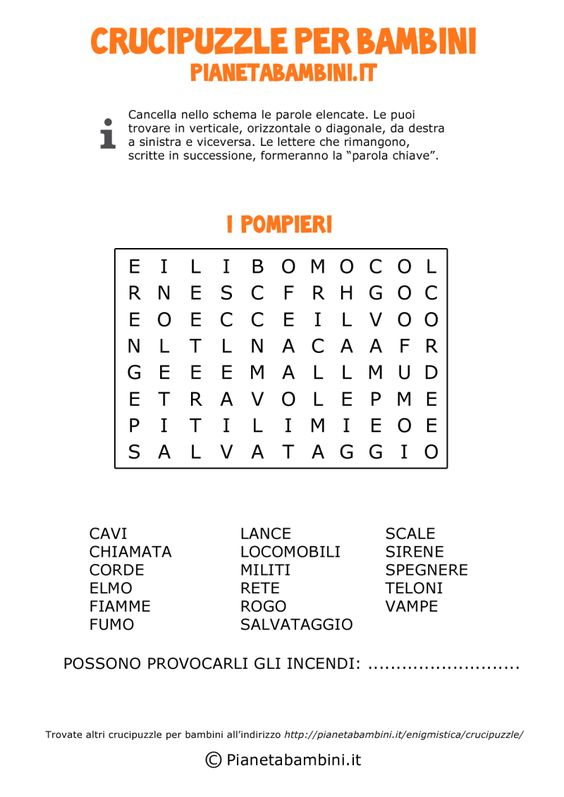 CRUCIPUZZLE PER BAMBINI
PIANETABAMBINI.IT
i
Cancella nello schema le parole elencate. Le puoi
trovare in verticale, orizzontale o diagonale, da destra
a sinistra e viceversa. Le lettere che rimangono,
scritte in successione, formeranno la “parola chiave”.
I POMPIERI
E I L I B O M O C O L
R N E S C F R H G O C
E O E C C E I L V O O
N L T L N A C A A F R
G E E E M A L L M U D
E T R A V O L E P M E
P I T I L I M I E O E
S A L V A T A G G I O
CAVI LANCE SCALE
CHIAMATA LOCOMOBILI SIRENE
CORDE MILITI SPEGNERE
ELMO RETE TELONI
FIAMME ROGO VAMPE
FUMO SALVATAGGIO
POSSONO PROVOCARLI GLI INCENDI: ...........................
Trovate altri crucipuzzle per bambini all’indirizzo http://pianetabambini.it/enigmistica/crucipuzzle/
© Pianetabambini.it